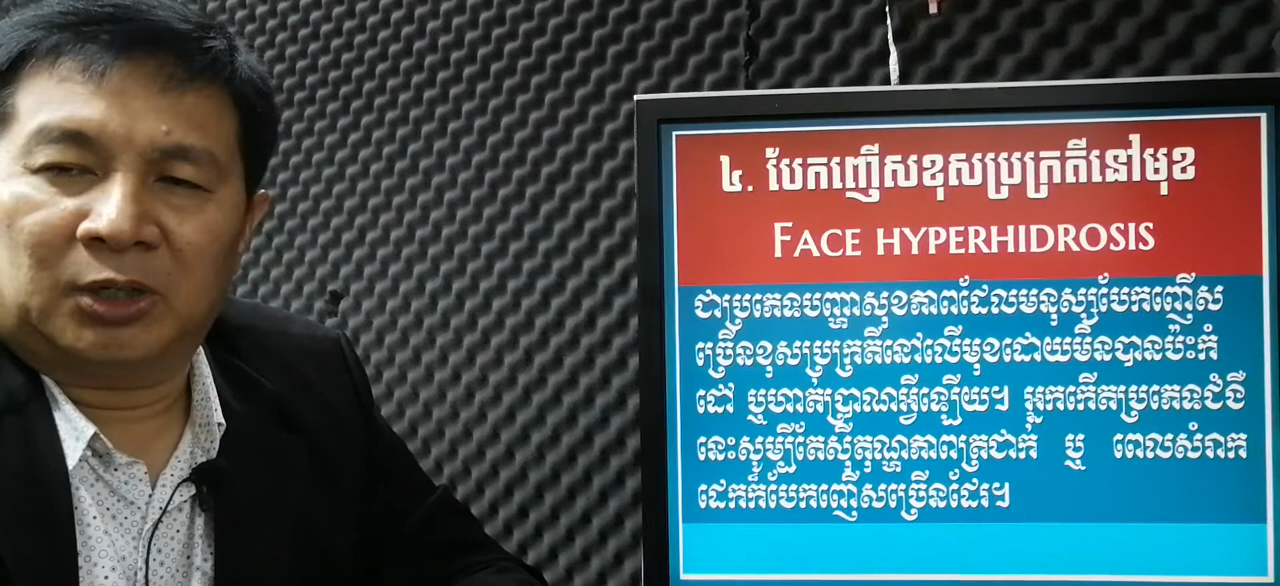 ៤. បែកញើសខុសប្រក្រតីនៅមុខ
FACE HYPERHIDROSIS
ជាប្រភេទបញ្ហាសុខភាពដែលមនុស្សបែកញើស
ច្រើនខុសប្រក្រតីនៅលើមុខដោយមិនបានប៉ះកំ
ដៅ ឬហាត់ប្រាណអ្វីឡើយ។ អ្នកកើតប្រភេទជំងឺ
នេះសូម្បីតែស៊ីតុណ្ហភាពត្រជាក់ ឬ ពេលសំរាក
ដេកក៏បែកញើសច្រើនដែរ។